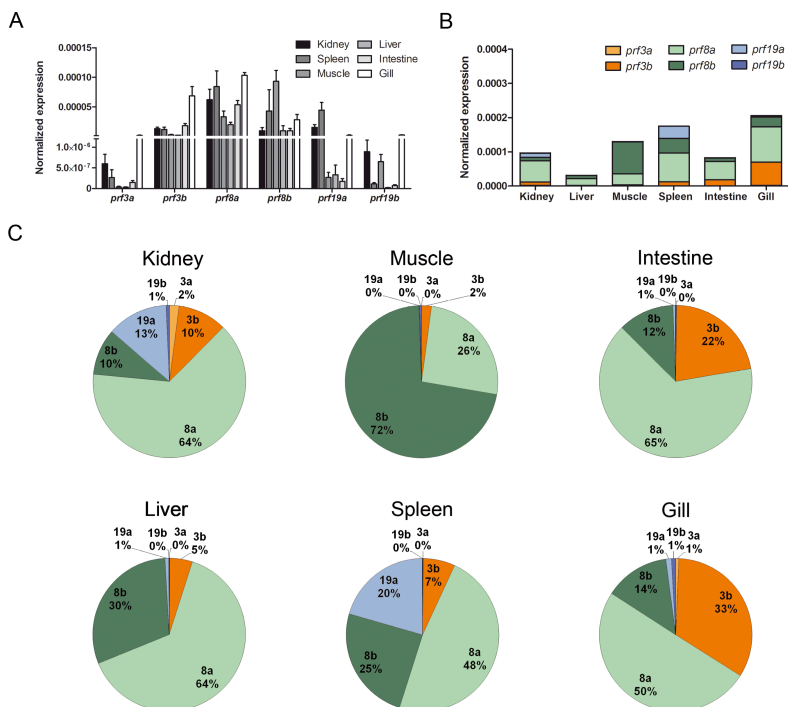 A
Normalized expression
0.00015
0.00010
0.00005
1.0×10-6
5.0×10-7
0
Kidney
Spleen
Muscle
Liver
Intestine
Gill
prf3a
prf3b
prf8a
prf8b
prf19a
prf19b
B
Normalized expression
0.0004
0.0003
0.0002
0.0001
0.0000
prf3a
prf3b
prf8a
prf8b
prf19a
prf19b
Kidney
Liver
Muscle
Spleen
Intestine
Gill
C
Kidney
19b
1%
3a
2%
3b
10%
8a
64%
8b
10%
19a
13%
Muscle
19a
0%
19b
0%
3a
0%
3b
2%
8a
26%
8b
72%
Intestine
19a
1%
19b
0%
3a
0%
3b
22%
8a
65%
8b
12%
Liver
19a
1%
19b
0%
3a
0%
3b
5%
8a
64%
8b
30%
Spleen
19b
0%
3a
0%
3b
7%
8a
48%
8b
25%
19a
20%
Gill
19a
1%
19b
1%
3a
1%
3b
33%
8a
50%
8b
14%